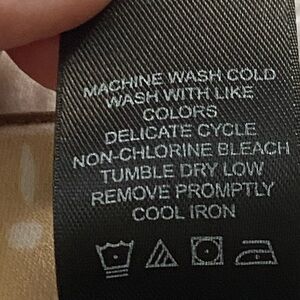 MACHINE WASH COLD
WASH WITH LIKE
COLORS
DELICATE CYCLE
NON-CHLORINE BLEACH
TUMBLE DRY LOW
REMOVE PROMPTLY
COOL IRON